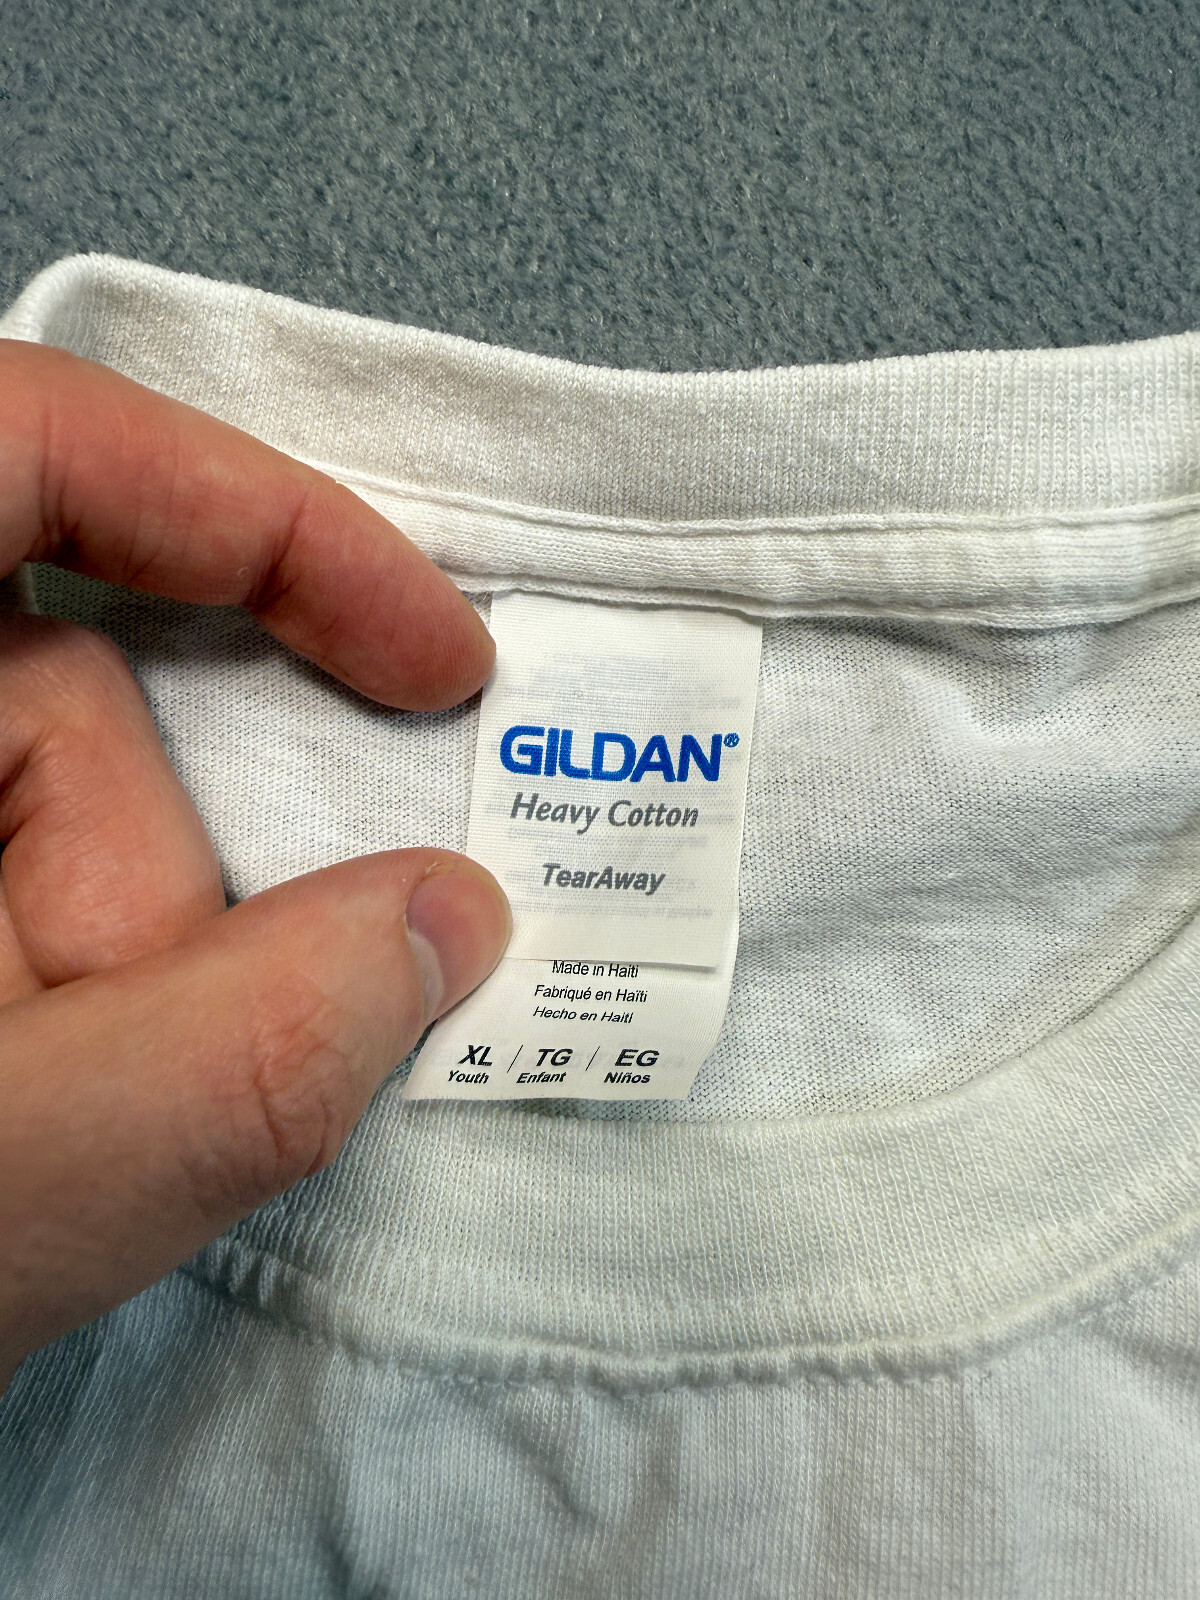 GILDAN®
Heavy Cotton
TearAway
Made in Haiti
Fabriqué en Haïti
Hecho en Haití
XL / TG / EG
Youth Enfant Niños